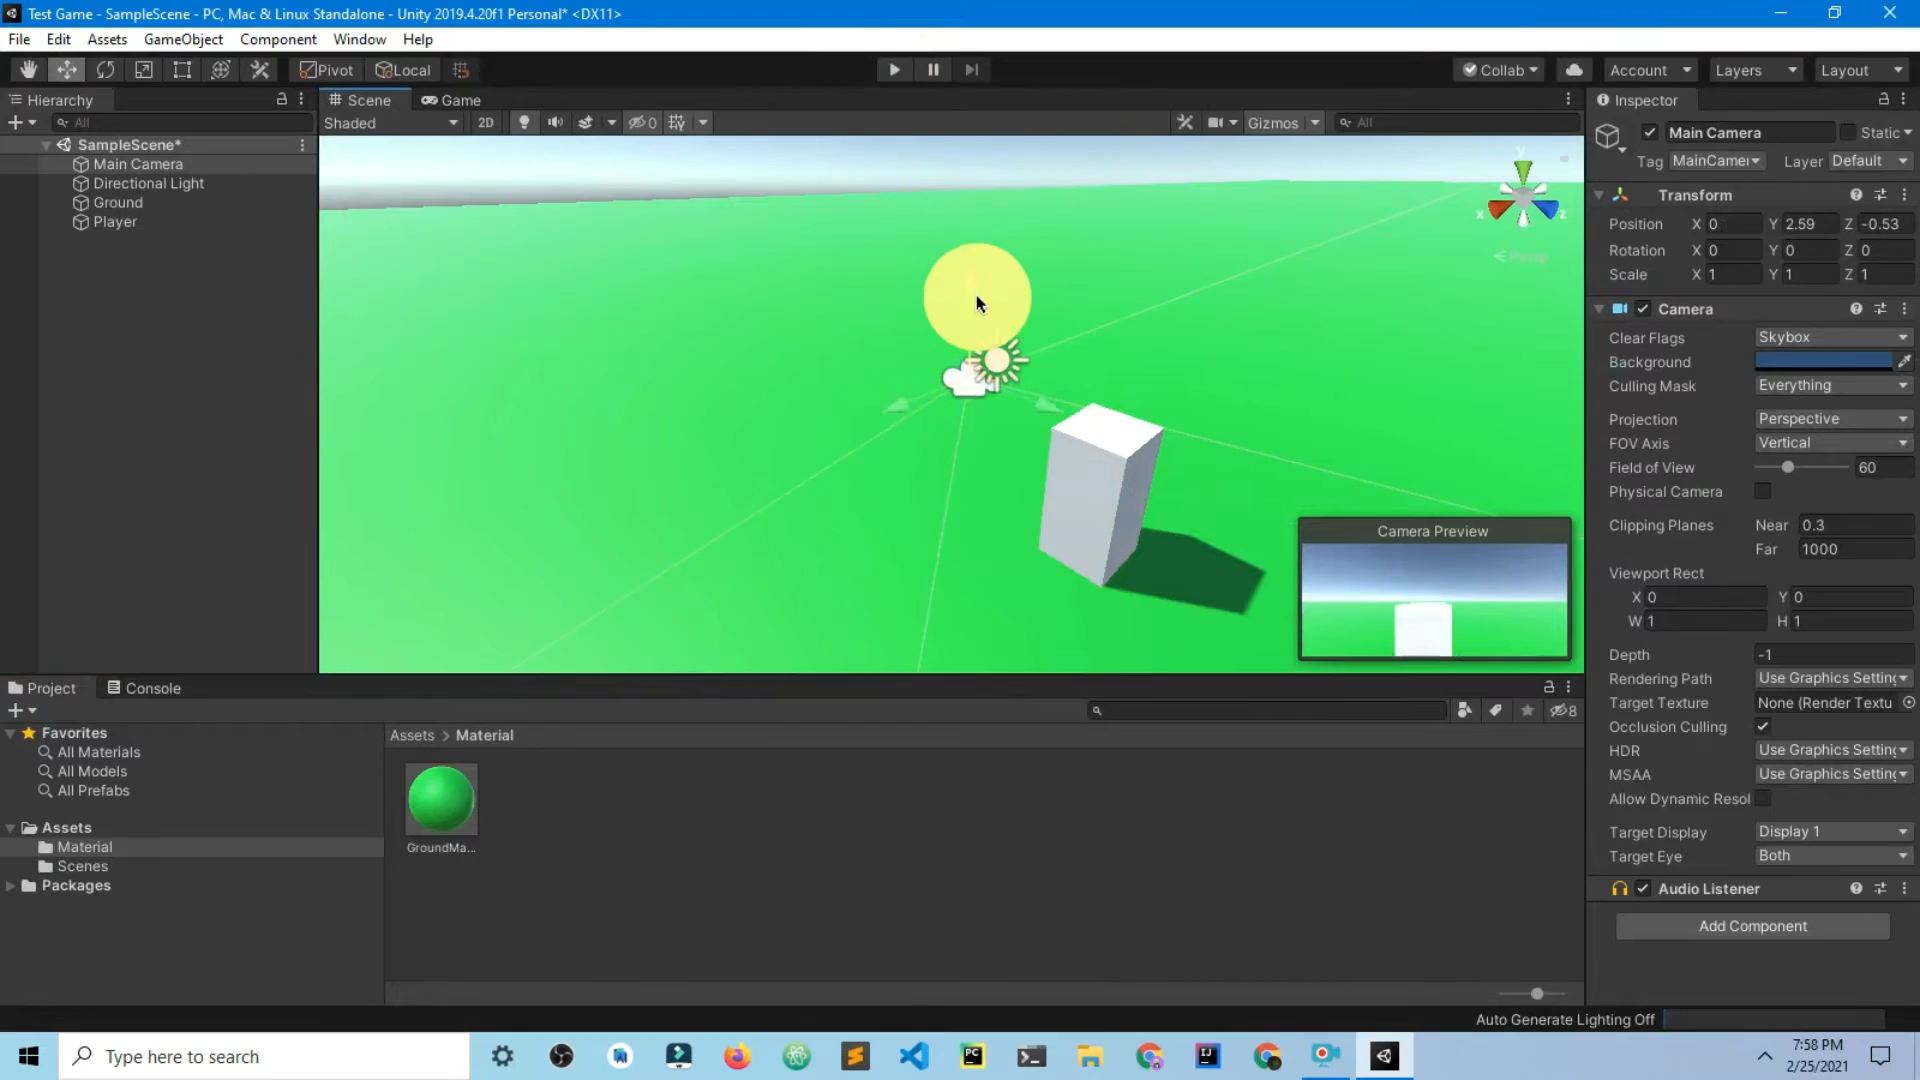 Test Game - SampleScene - PC, Mac & Linux Standalone - Unity 2019.4.20f1 Personal* <DX11>
File Edit Assets GameObject Component Window Help
Pivot Local Collab Account Layers Layout
Hierarchy
All
SampleScene*
Main Camera
Directional Light
Ground
Player
Scene Game
Shaded 2D 0 Gizmos All
y
x z
Persp
Camera Preview
Inspector
Main Camera Static
Tag MainCamer Layer Default
Transform
Position X 0 Y 2.59 Z -0.53
Rotation X 0 Y 0 Z 0
Scale X 1 Y 1 Z 1
Camera
Clear Flags Skybox
Background
Culling Mask Everything
Projection Perspective
FOV Axis Vertical
Field of View 60
Physical Camera
Clipping Planes Near 0.3
Far 1000
Viewport Rect
X 0 Y 0
W 1 H 1
Depth -1
Rendering Path Use Graphics Setting
Target Texture None (Render Textu
Occlusion Culling
HDR Use Graphics Setting
MSAA Use Graphics Setting
Allow Dynamic Resol
Target Display Display 1
Target Eye Both
Audio Listener
Add Component
Project Console
8
Favorites
All Materials
All Models
All Prefabs
Assets
Material
Scenes
Packages
Assets > Material
GroundMa...
Auto Generate Lighting Off
Type here to search
PC
IJ
7:58 PM
2/25/2021